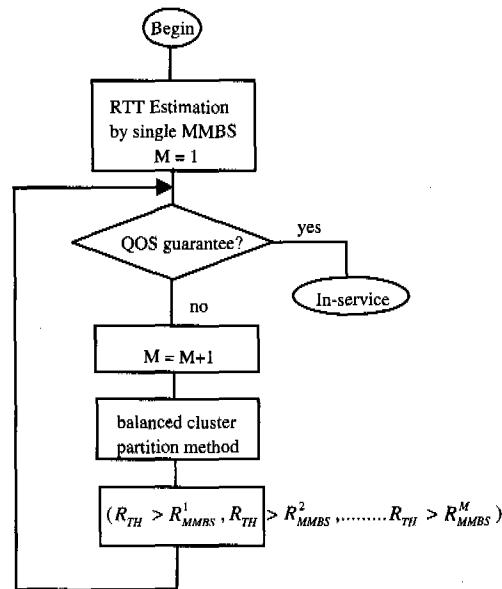 Begin
RTT Estimation
by single MMBS
M = 1
QOS guarantee?
yes
In-service
no
M = M+1
balanced cluster
partition method
(R_TH > R^1_MMBS, R_TH > R^2_MMBS,.........R_TH > R^M_MMBS)